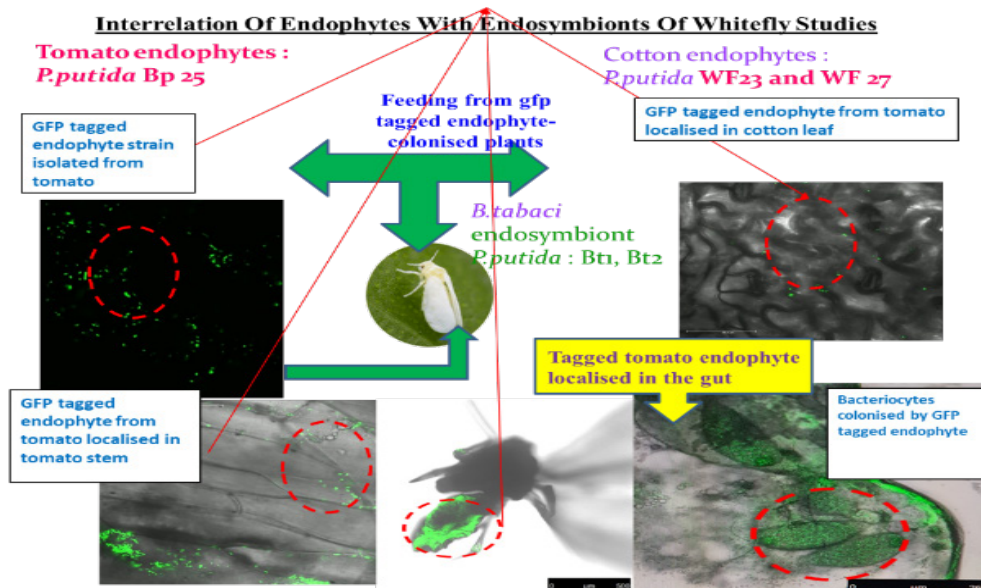 Interrelation Of Endophytes With Endosymbionts Of Whitefly Studies
Tomato endophytes :
P.putida Bp 25
Cotton endophytes :
P.putida WF23 and WF 27
GFP tagged
endophyte strain
isolated from
tomato
Feeding from gfp
tagged endophyte-
colonised plants
GFP tagged endophyte from tomato
localised in cotton leaf
B.tabaci
endosymbiont
P.putida : Bt1, Bt2
Tagged tomato endophyte
localised in the gut
GFP tagged
endophyte from
tomato localised in
tomato stem
Bacteriocytes
colonised by GFP
tagged endophyte